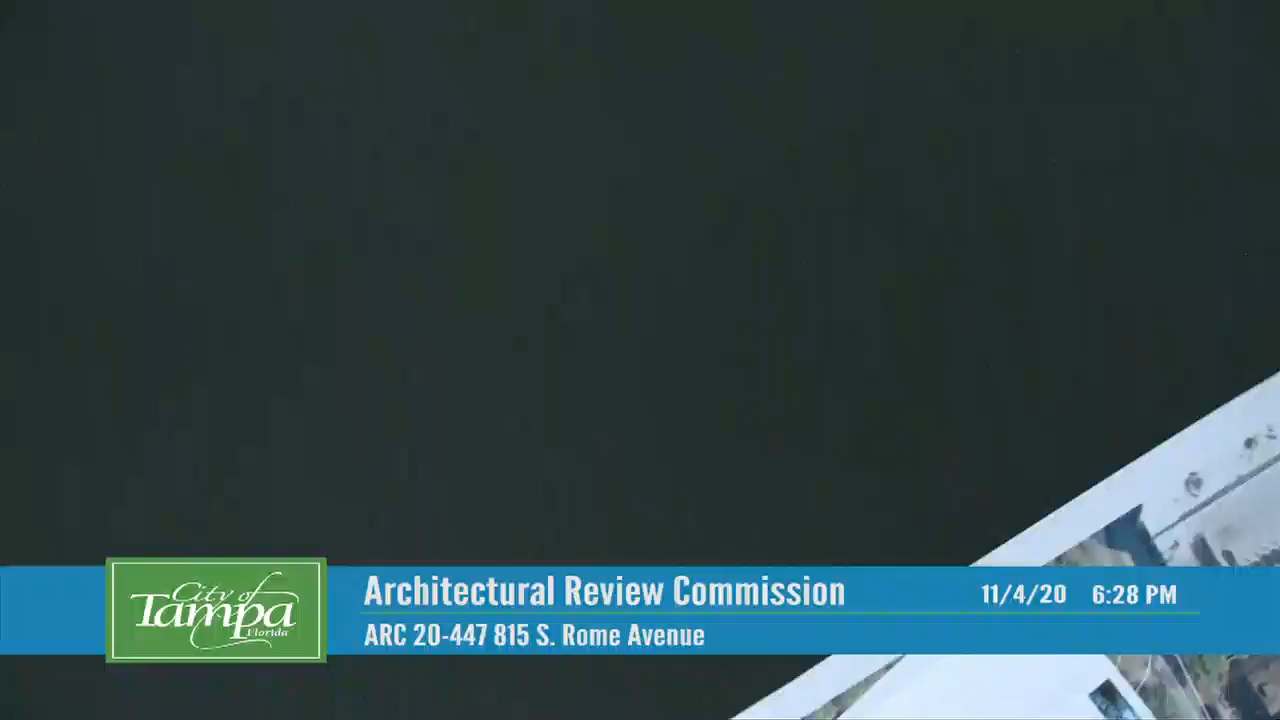 City of
Tampa
Florida
Architectural Review Commission
11/4/20 6:28 PM
ARC 20-447 815 S. Rome Avenue